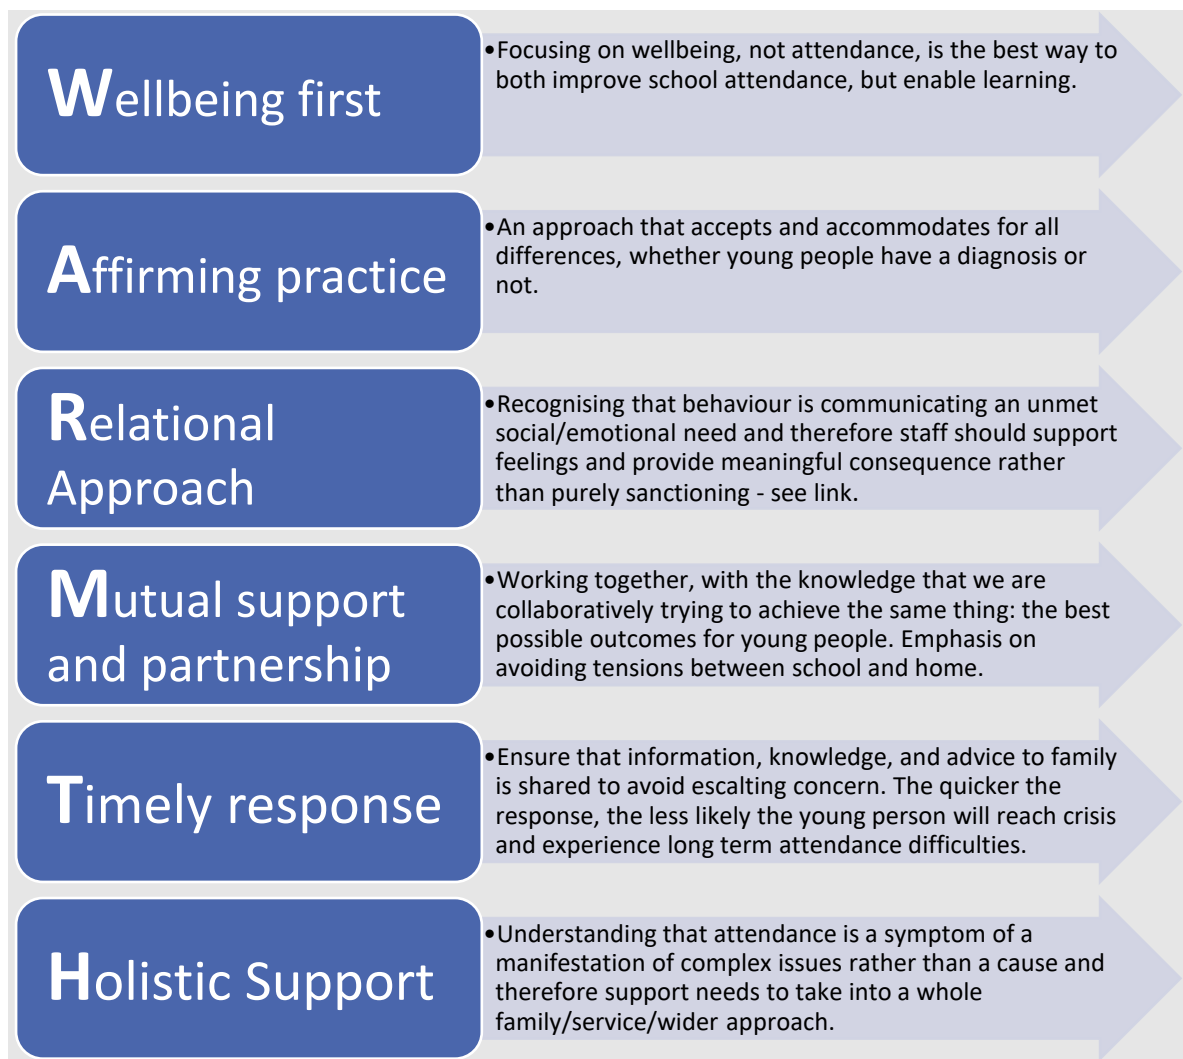 Wellbeing first
•Focusing on wellbeing, not attendance, is the best way to
both improve school attendance, but enable learning.
Affirming practice
•An approach that accepts and accommodates for all
differences, whether young people have a diagnosis or
not.
Relational
Approach
•Recognising that behaviour is communicating an unmet
social/emotional need and therefore staff should support
feelings and provide meaningful consequence rather
than purely sanctioning - see link.
Mutual support
and partnership
•Working together, with the knowledge that we are
collaboratively trying to achieve the same thing: the best
possible outcomes for young people. Emphasis on
avoiding tensions between school and home.
Timely response
•Ensure that information, knowledge, and advice to family
is shared to avoid escalting concern. The quicker the
response, the less likely the young person will reach crisis
and experience long term attendance difficulties.
Holistic Support
•Understanding that attendance is a symptom of a
manifestation of complex issues rather than a cause and
therefore support needs to take into a whole
family/service/wider approach.